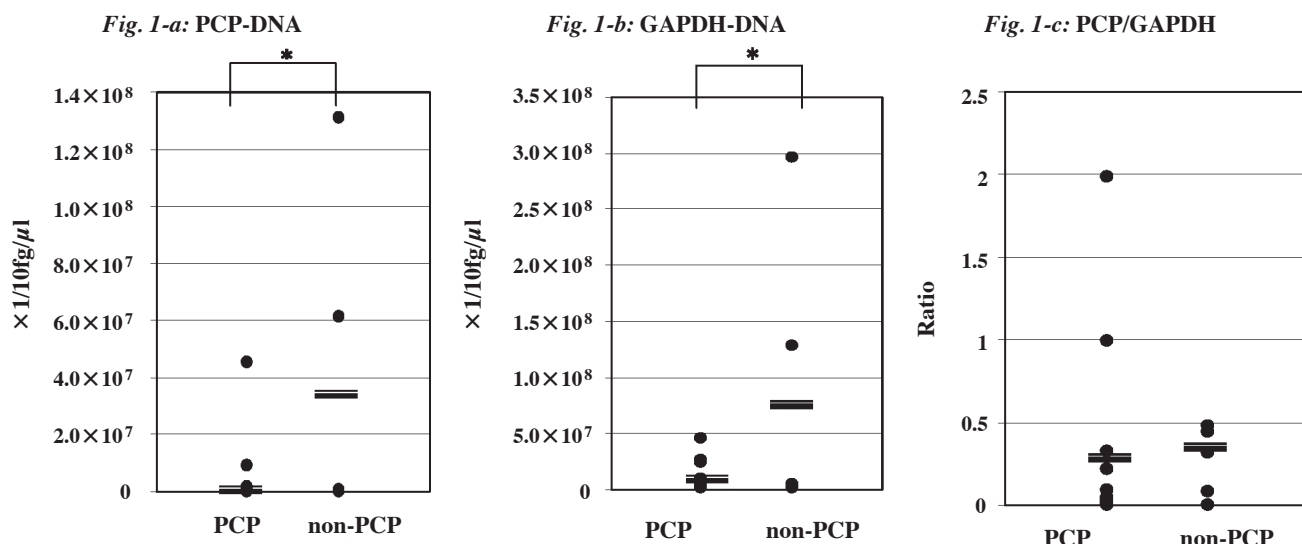 Fig. 1-a: PCP-DNA
*
1.4×10⁸
1.2×10⁸
1.0×10⁸
8.0×10⁷
6.0×10⁷
4.0×10⁷
2.0×10⁷
0
×1/10fg/µl
PCP non-PCP
Fig. 1-b: GAPDH-DNA
*
3.5×10⁸
3.0×10⁸
2.5×10⁸
2.0×10⁸
1.5×10⁸
1.0×10⁸
5.0×10⁷
0
×1/10fg/µl
PCP non-PCP
Fig. 1-c: PCP/GAPDH
2.5
2
1.5
1
0.5
0
Ratio
PCP non-PCP